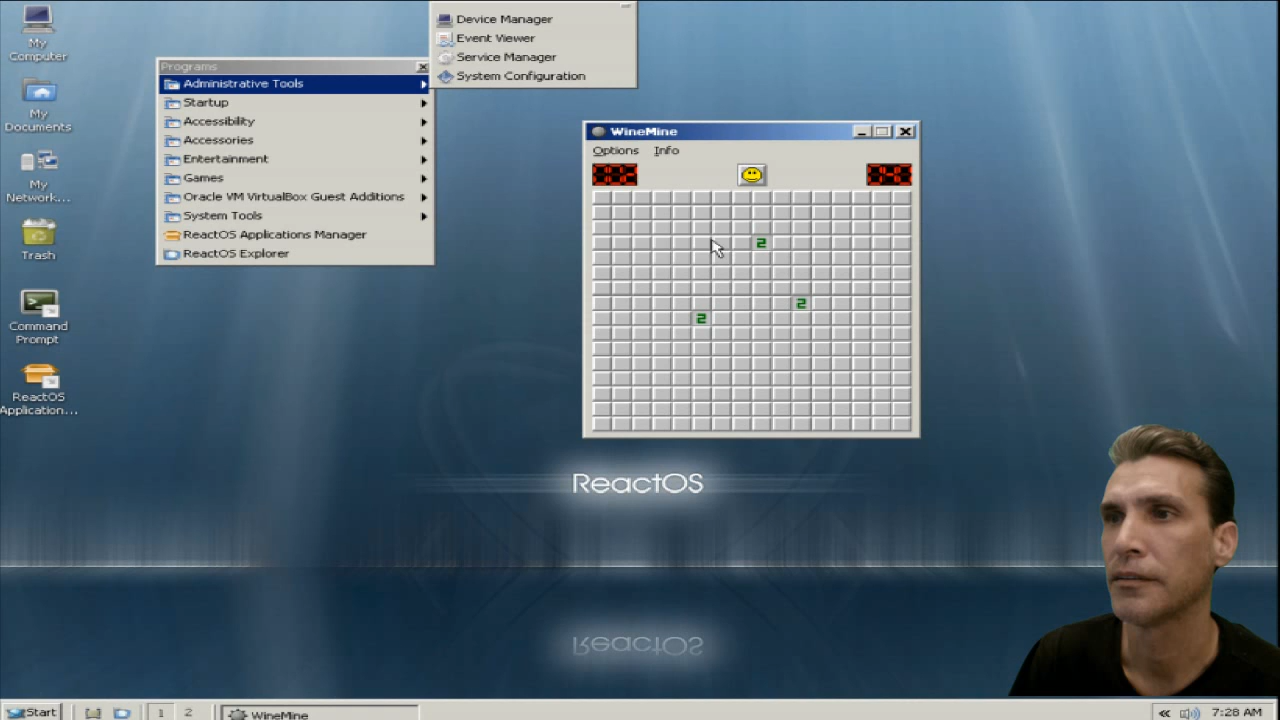 My
Computer
My
Documents
My
Network...
Trash
Command
Prompt
ReactOS
Application...
Programs
Administrative Tools
Startup
Accessibility
Accessories
Entertainment
Games
Oracle VM VirtualBox Guest Additions
System Tools
ReactOS Applications Manager
ReactOS Explorer
Device Manager
Event Viewer
Service Manager
System Configuration
WineMine
Options Info
040
2
2
2
ReactOS
ReactOS
Start
1 2
WineMine
7:28 AM